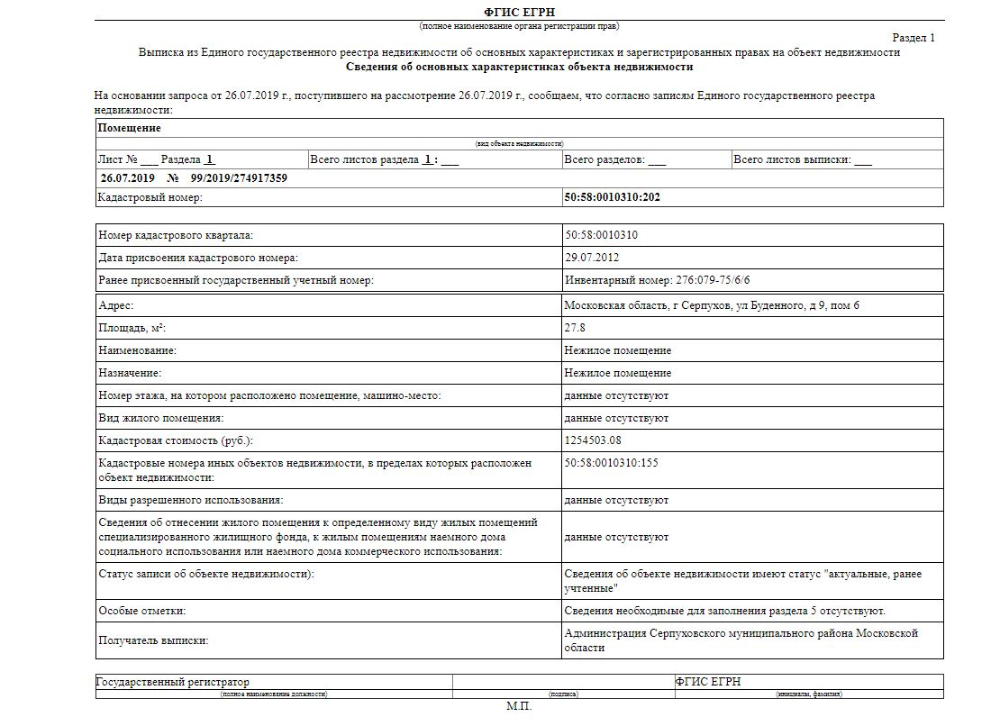 ФГИС ЕГРН
(полное наименование органа регистрации прав)
Раздел 1
Выписка из Единого государственного реестра недвижимости об основных характеристиках и зарегистрированных правах на объект недвижимости
Сведения об основных характеристиках объекта недвижимости
На основании запроса от 26.07.2019 г., поступившего на рассмотрение 26.07.2019 г., сообщаем, что согласно записям Единого государственного реестра
недвижимости:
Помещение
(вид объекта недвижимости)
Лист № ___ Раздела 1 Всего листов раздела 1 : ___ Всего разделов: ___ Всего листов выписки: ___
26.07.2019 № 99/2019/274917359
Кадастровый номер: 50:58:0010310:202
Номер кадастрового квартала: 50:58:0010310
Дата присвоения кадастрового номера: 29.07.2012
Ранее присвоенный государственный учетный номер: Инвентарный номер: 276:079-75/6/6
Адрес: Московская область, г Серпухов, ул Буденного, д 9, пом 6
Площадь, м²: 27.8
Наименование: Нежилое помещение
Назначение: Нежилое помещение
Номер этажа, на котором расположено помещение, машино-место: данные отсутствуют
Вид жилого помещения: данные отсутствуют
Кадастровая стоимость (руб.): 1254503.08
Кадастровые номера иных объектов недвижимости, в пределах которых расположен 50:58:0010310:155
объект недвижимости:
Виды разрешенного использования: данные отсутствуют
Сведения об отнесении жилого помещения к определенному виду жилых помещений
специализированного жилищного фонда, к жилым помещениям наемного дома данные отсутствуют
социального использования или наемного дома коммерческого использования:
Статус записи об объекте недвижимости): Сведения об объекте недвижимости имеют статус "актуальные, ранее
учтенные"
Особые отметки: Сведения необходимые для заполнения раздела 5 отсутствуют.
Получатель выписки: Администрация Серпуховского муниципального района Московской
области
Государственный регистратор ФГИС ЕГРН
(полное наименование должности) (подпись) (инициалы, фамилия)
М.П.